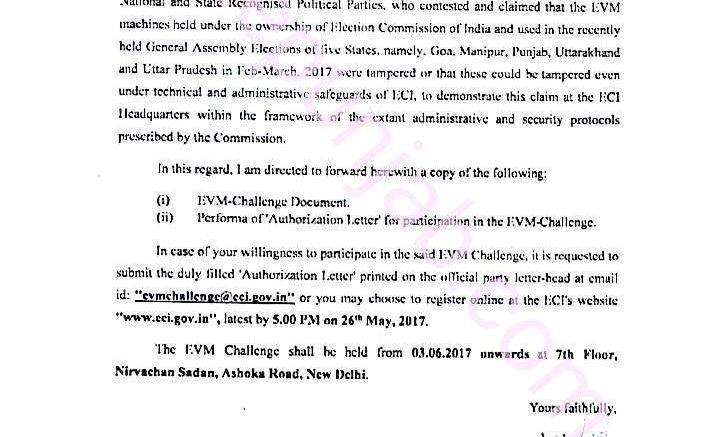 National and State Recognised Political Parties, who contested and claimed that the EVM
machines held under the ownership of Election Commission of India and used in the recently
held General Assembly Elections of five States, namely, Goa, Manipur, Punjab, Uttarakhand
and Uttar Pradesh in Feb-March, 2017 were tampered or that these could be tampered even
under technical and administrative safeguards of ECI, to demonstrate this claim at the ECI
Headquarters within the framework of the extant administrative and security protocols
prescribed by the Commission.
In this regard, I am directed to forward herewith a copy of the following:
(i) EVM-Challenge Document.
(ii) Performa of 'Authorization Letter' for participation in the EVM-Challenge.
In case of your willingness to participate in the said EVM Challenge, it is requested to
submit the duly filled 'Authorization Letter' printed on the official party letter-head at email
id: "evmchallenge@eci.gov.in" or you may choose to register online at the ECI's website
"www.eci.gov.in", latest by 5.00 PM on 26th May, 2017.
The EVM Challenge shall be held from 03.06.2017 onwards at 7th Floor,
Nirvachan Sadan, Ashoka Road, New Delhi.
Yours faithfully,